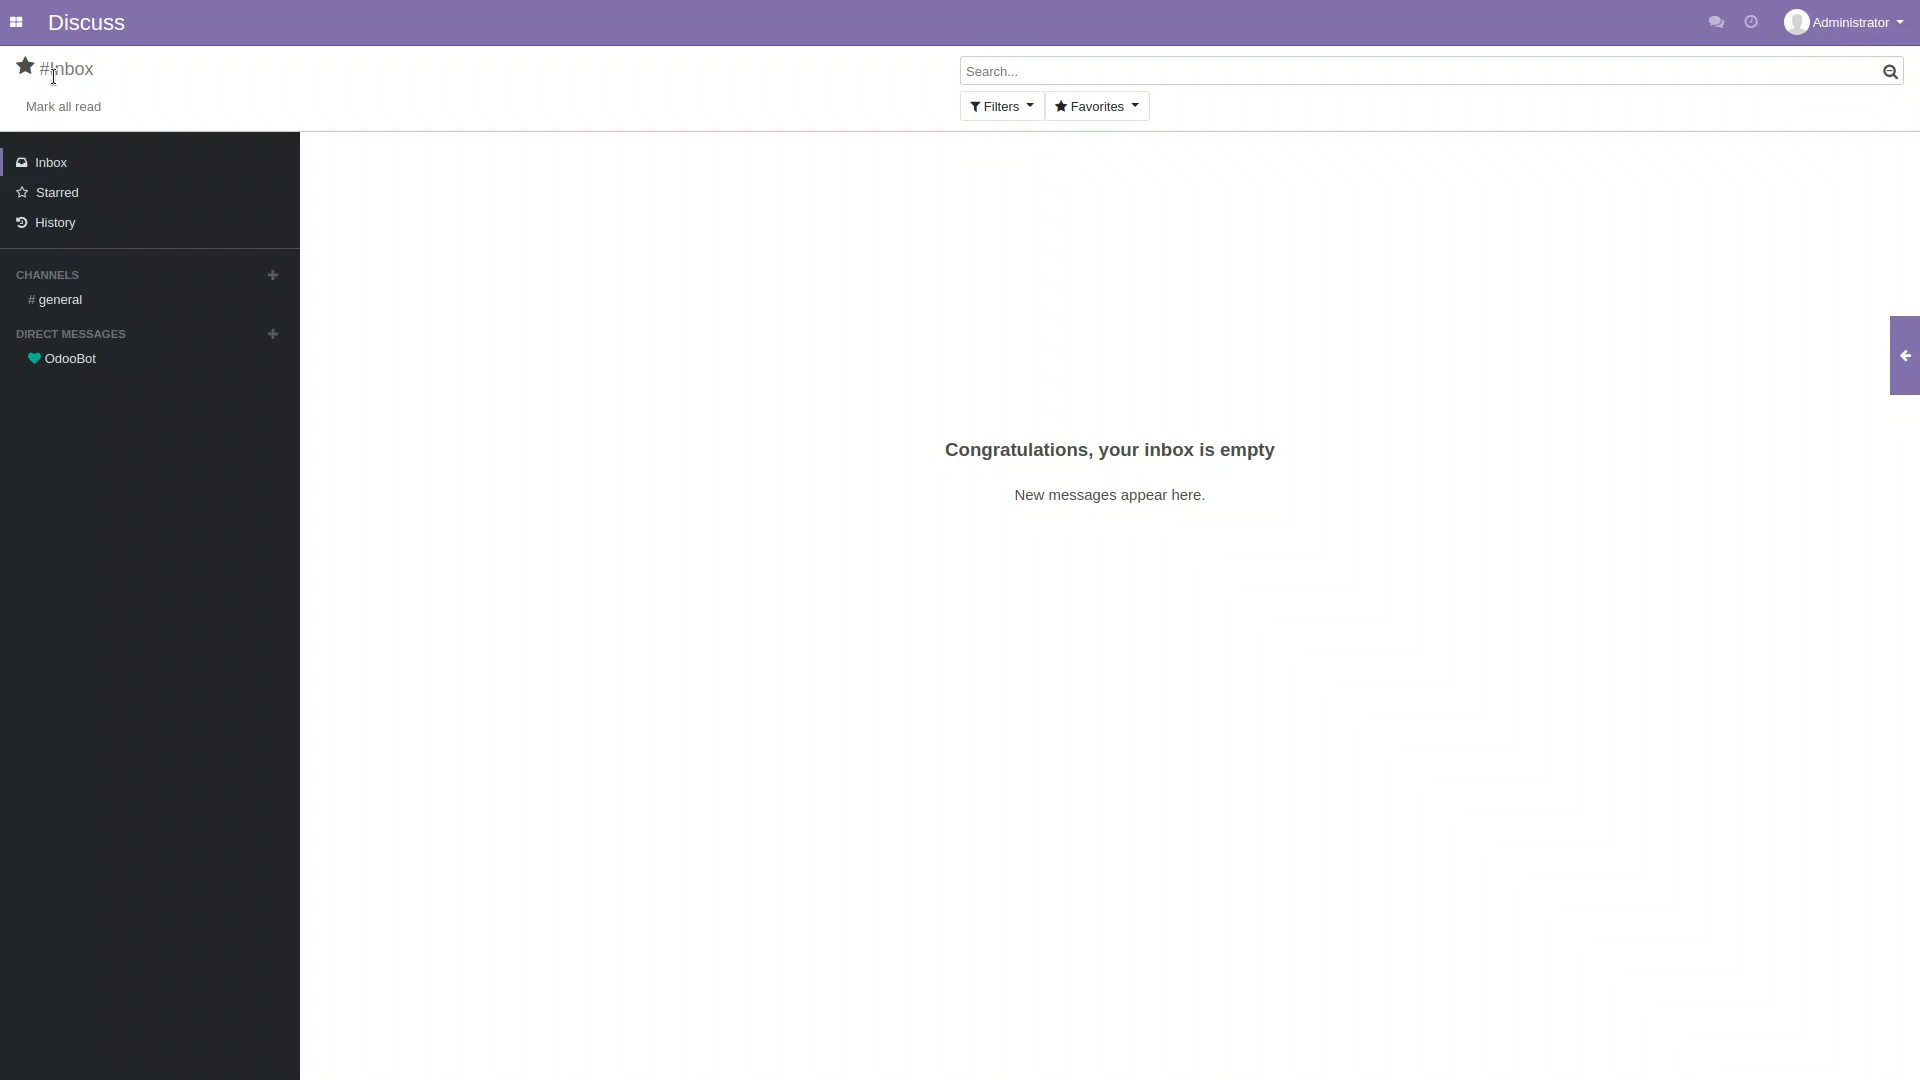 Discuss
Administrator
#Inbox
Search...
Mark all read
Filters
Favorites
Inbox
Starred
History
CHANNELS
# general
DIRECT MESSAGES
OdooBot
Congratulations, your inbox is empty
New messages appear here.